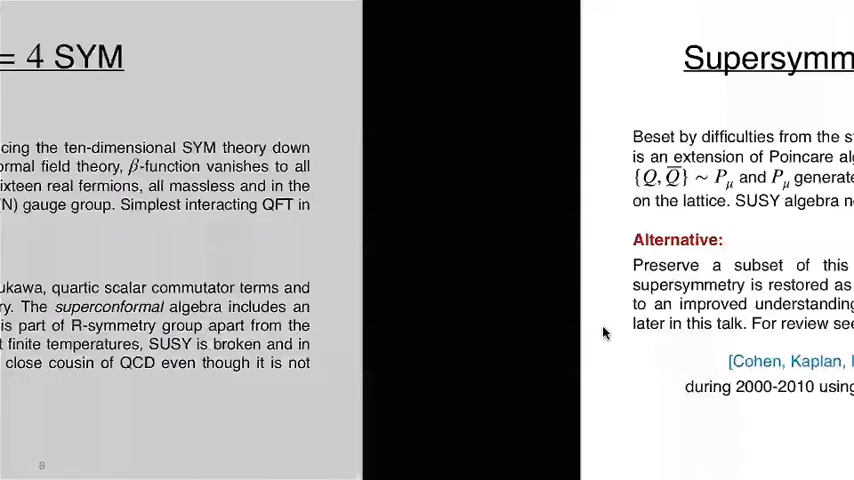 = 4 SYM
cing the ten-dimensional SYM theory down
ormal field theory, β-function vanishes to all
ixteen real fermions, all massless and in the
N) gauge group. Simplest interacting QFT in
ukawa, quartic scalar commutator terms and
ry. The superconformal algebra includes an
is part of R-symmetry group apart from the
t finite temperatures, SUSY is broken and in
close cousin of QCD even though it is not
8
Supersymm
Beset by difficulties from the s
is an extension of Poincare al
{Q, Q̅} ∼ Pμ and Pμ generate
on the lattice. SUSY algebra n
Alternative:
Preserve a subset of this
supersymmetry is restored as
to an improved understanding
later in this talk. For review see
[Cohen, Kaplan,
during 2000-2010 using